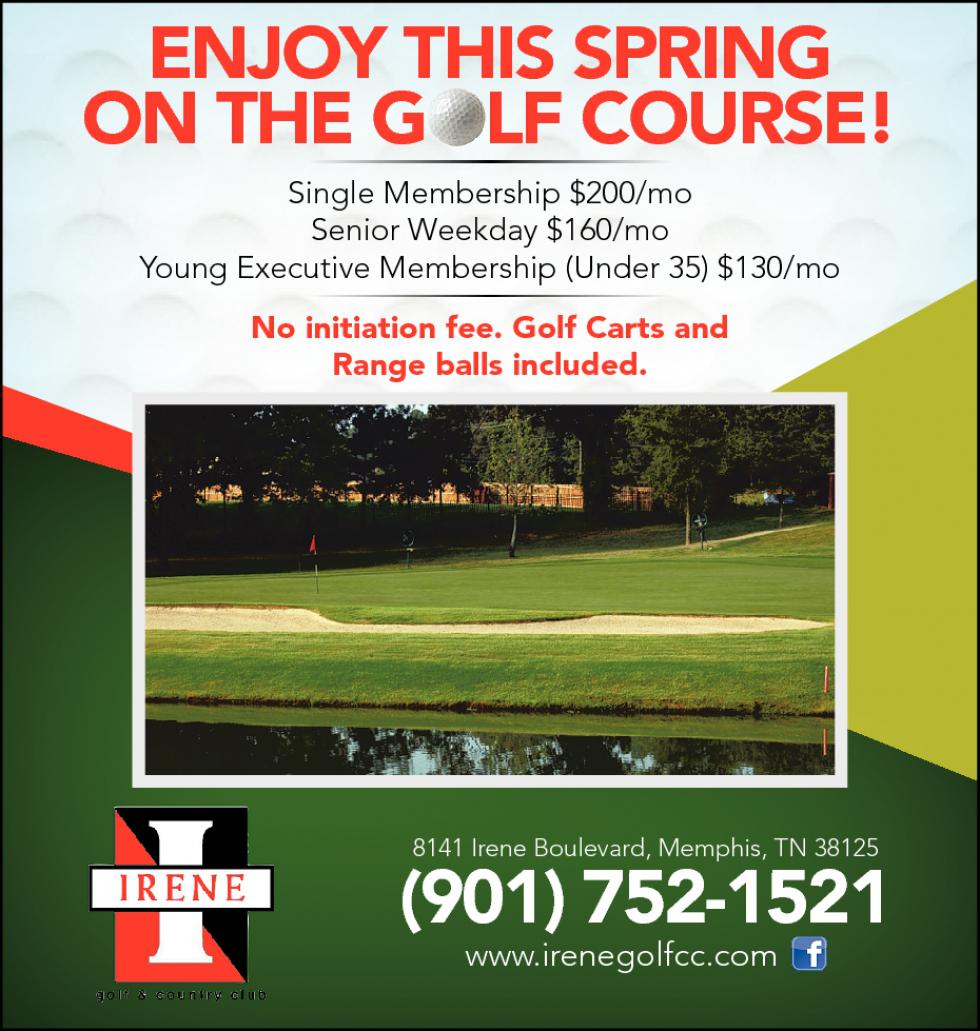 ENJOY THIS SPRING
ON THE GOLF COURSE!
Single Membership $200/mo
Senior Weekday $160/mo
Young Executive Membership (Under 35) $130/mo
No initiation fee. Golf Carts and
Range balls included.
I
IRENE
golf & country club
8141 Irene Boulevard, Memphis, TN 38125
(901) 752-1521
www.irenegolfcc.com f